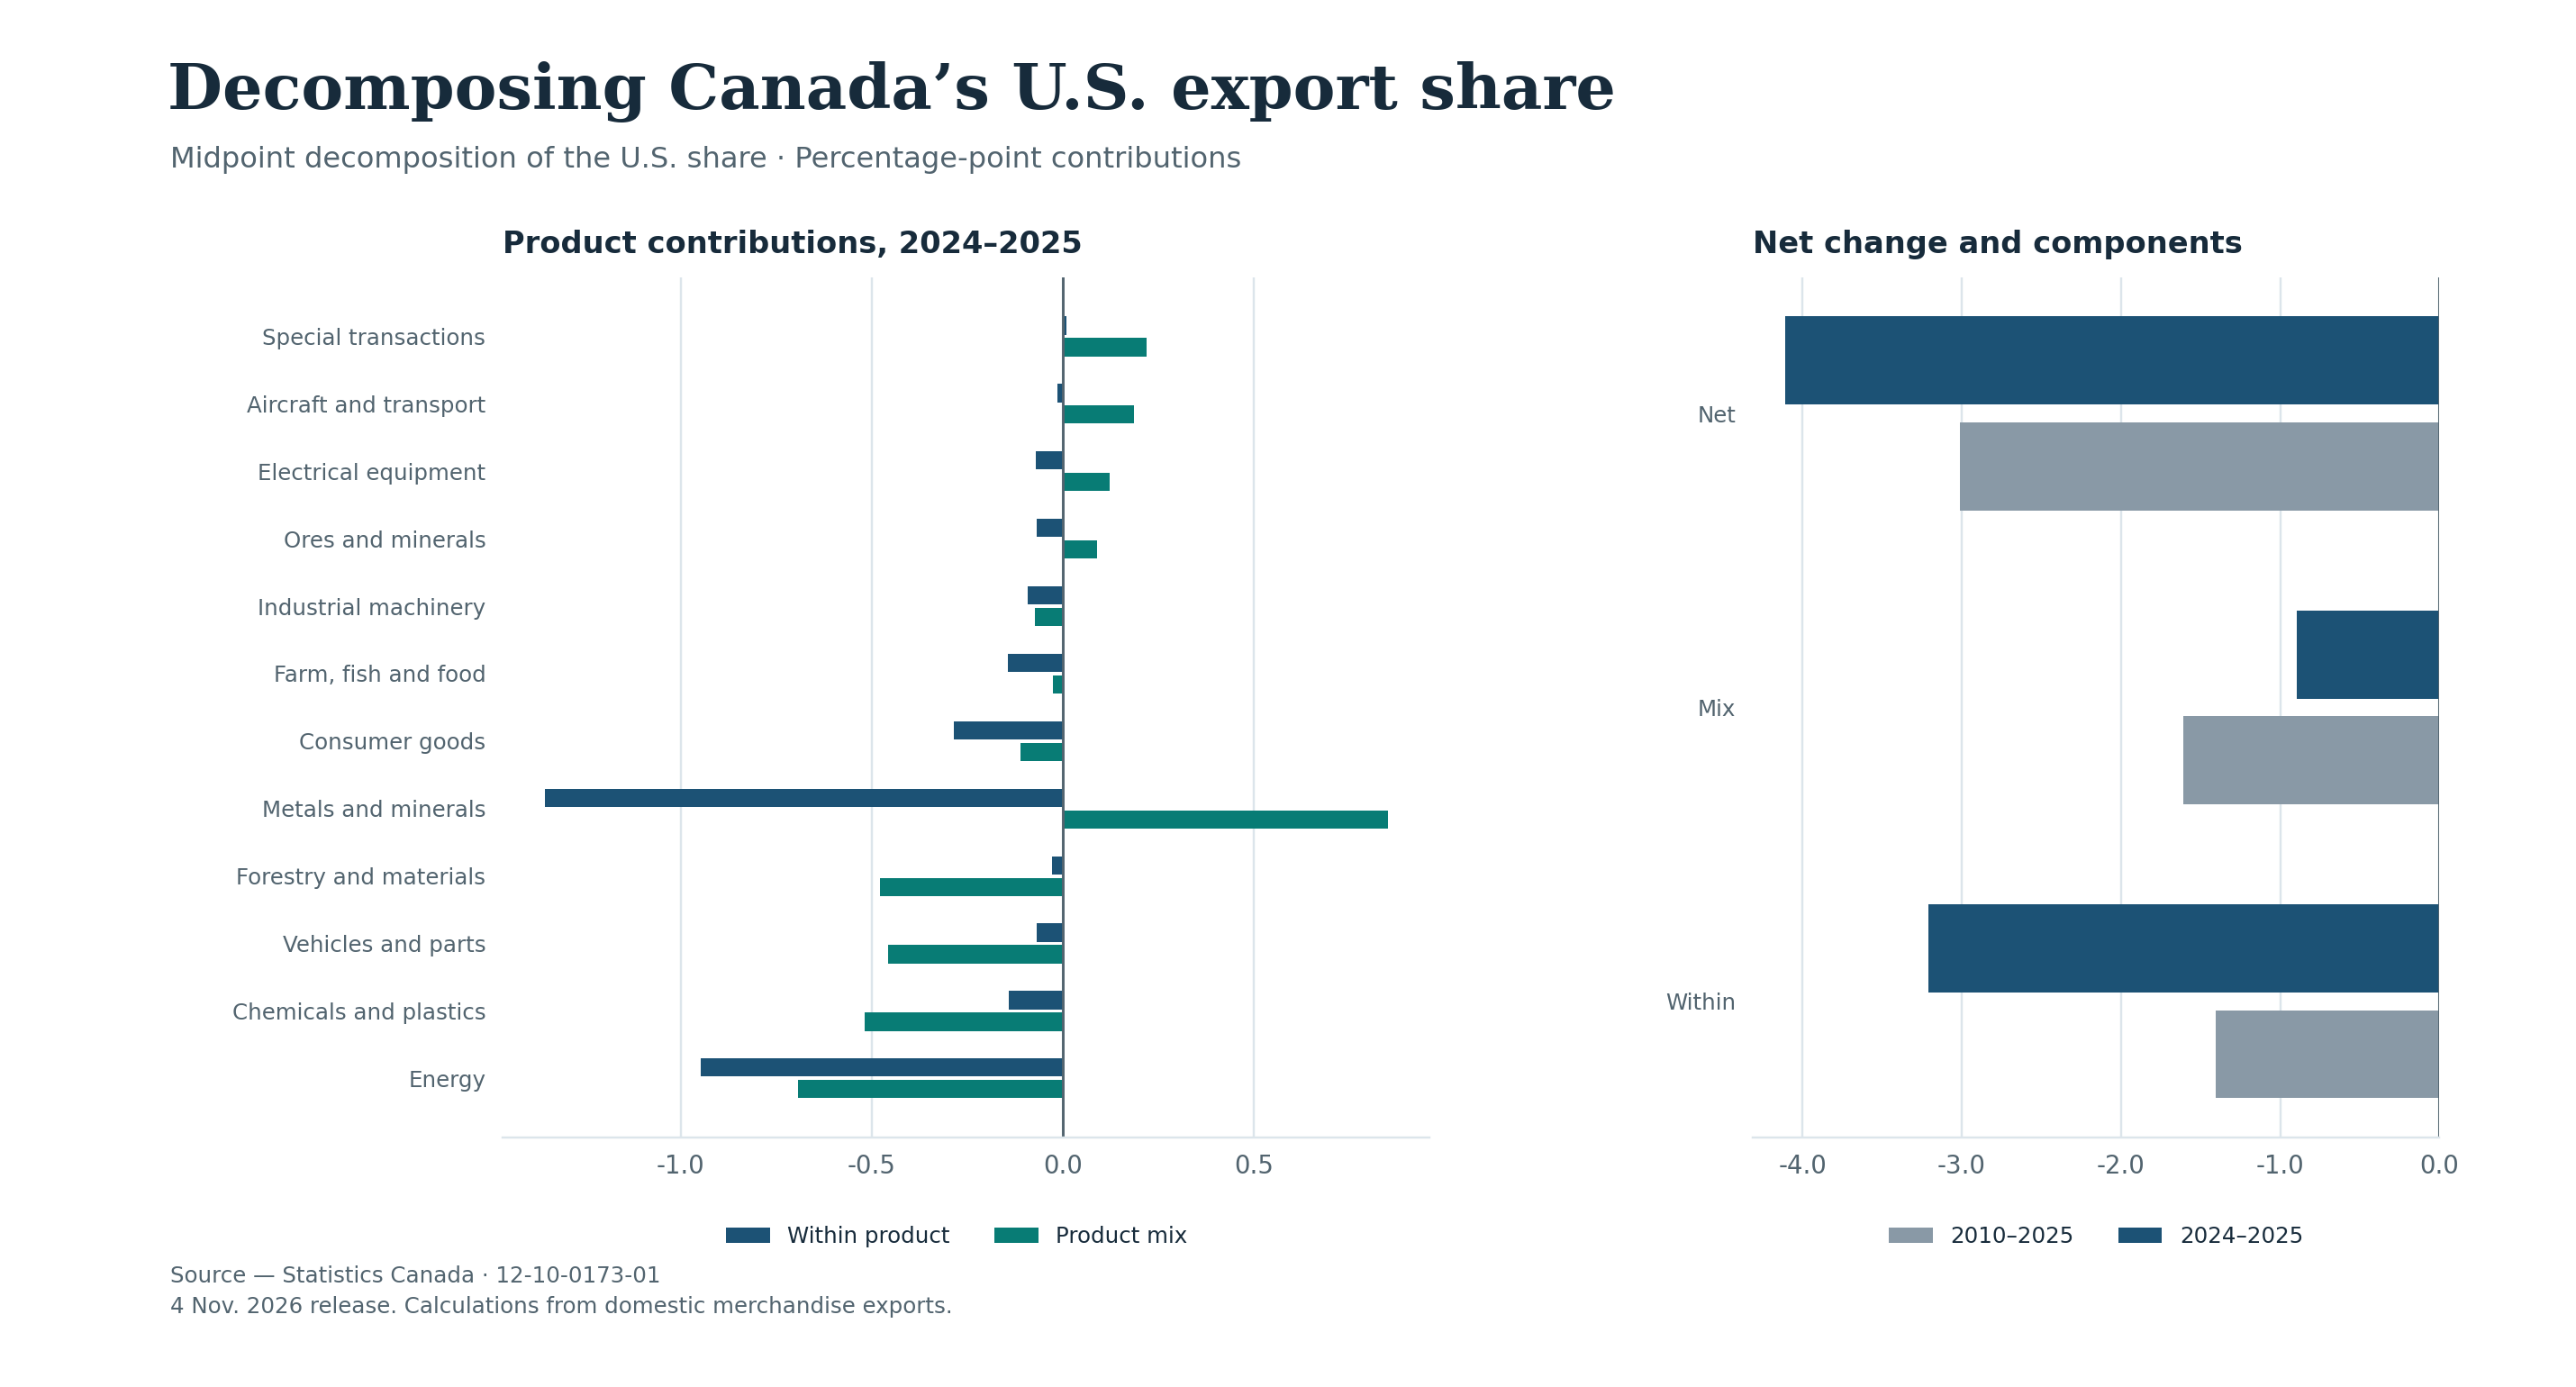 Decomposing Canada’s U.S. export share
Midpoint decomposition of the U.S. share · Percentage-point contributions
Product contributions, 2024–2025
Special transactions
Aircraft and transport
Electrical equipment
Ores and minerals
Industrial machinery
Farm, fish and food
Consumer goods
Metals and minerals
Forestry and materials
Vehicles and parts
Chemicals and plastics
Energy
-1.0 -0.5 0.0 0.5
Within product Product mix
Net change and components
Net
Mix
Within
-4.0 -3.0 -2.0 -1.0 0.0
2010–2025 2024–2025
Source — Statistics Canada · 12-10-0173-01
4 Nov. 2026 release. Calculations from domestic merchandise exports.